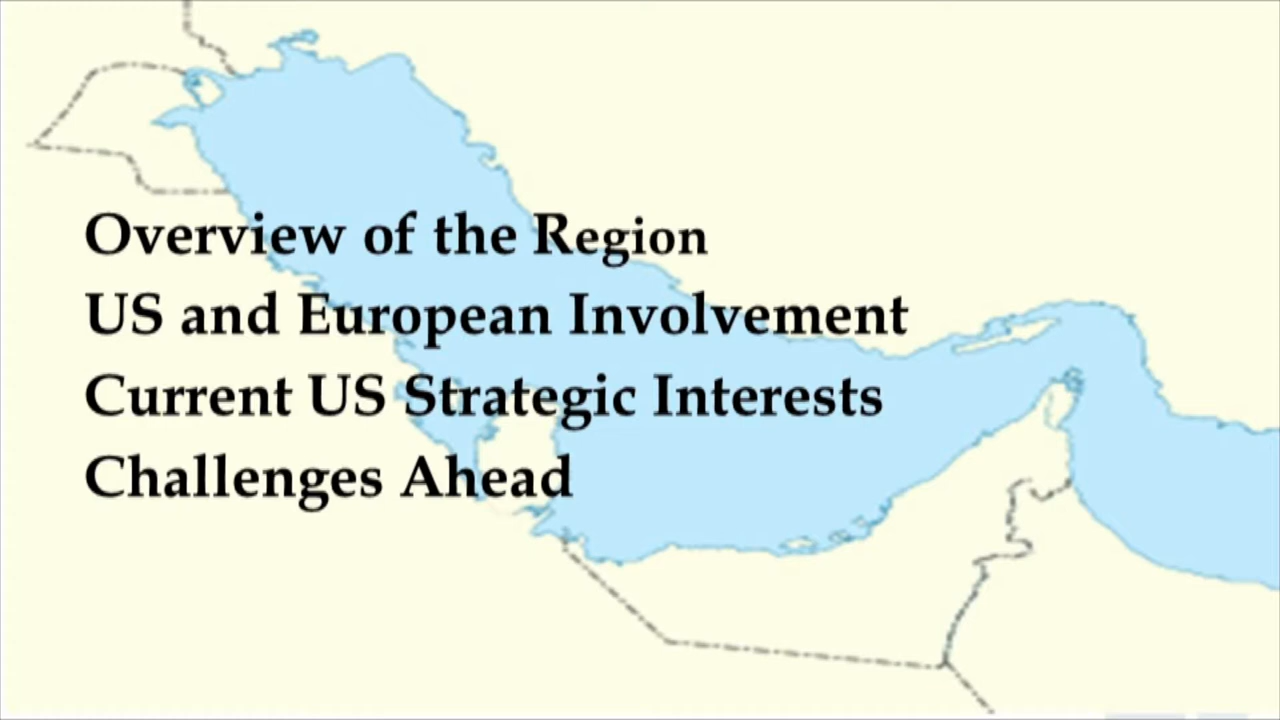 Overview of the Region
US and European Involvement
Current US Strategic Interests
Challenges Ahead